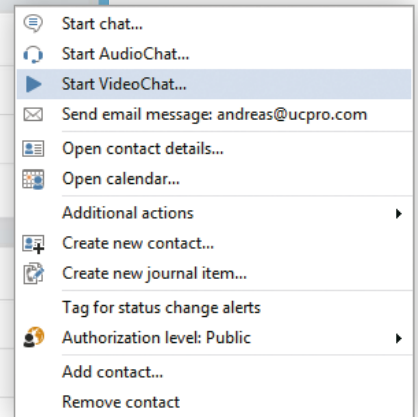 Start chat...
Start AudioChat...
Start VideoChat...
Send email message: andreas@ucpro.com
Open contact details...
Open calendar...
Additional actions
Create new contact...
Create new journal item...
Tag for status change alerts
Authorization level: Public
Add contact...
Remove contact